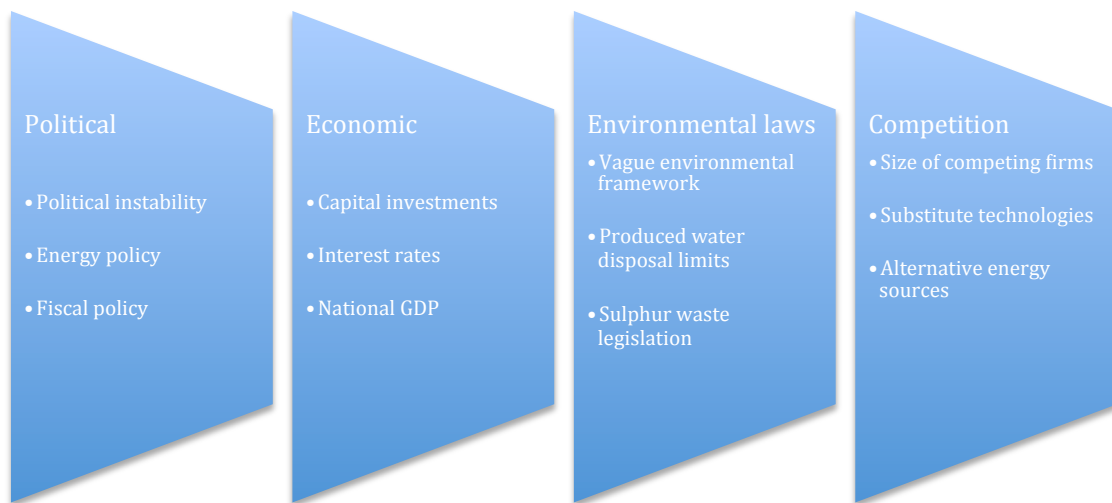 Political
• Political instability
• Energy policy
• Fiscal policy
Economic
• Capital investments
• Interest rates
• National GDP
Environmental laws
• Vague environmental
framework
• Produced water
disposal limits
• Sulphur waste
legislation
Competition
• Size of competing firms
• Substitute technologies
• Alternative energy
sources